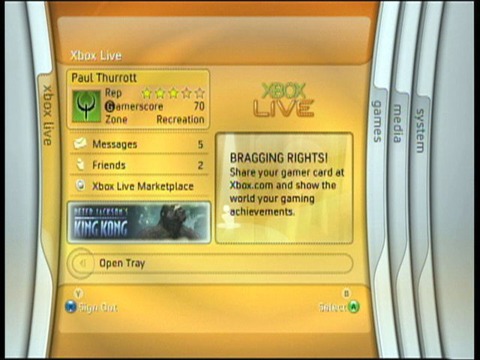 Xbox Live
Paul Thurrott
Rep
Gamerscore 70
Zone Recreation
XBOX
LIVE
Messages 5
Friends 2
Xbox Live Marketplace
BRAGGING RIGHTS!
Share your gamer card at
Xbox.com and show the
world your gaming
achievements.
PETER JACKSON'S
KING KONG
Open Tray
Y
Sign Out
B
Select A
xbox live
games
media
system